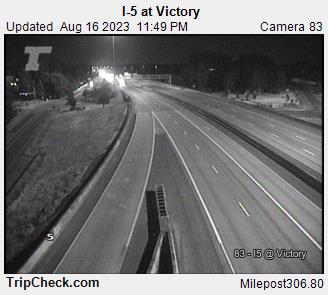 I-5 at Victory
Updated Aug 16 2023 11:49 PM Camera 83
S
83 - I5 @ Victory
TripCheck.com Milepost306.80